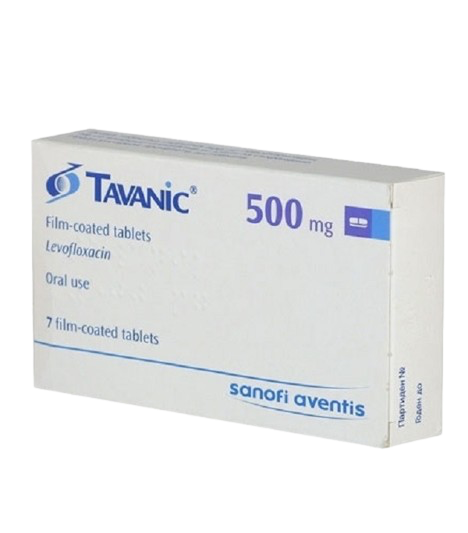 TAVANIC® 500 mg
Film-coated tablets
Levofloxacin
Oral use
7 film-coated tablets
sanofi aventis
Партиден №
Годен до